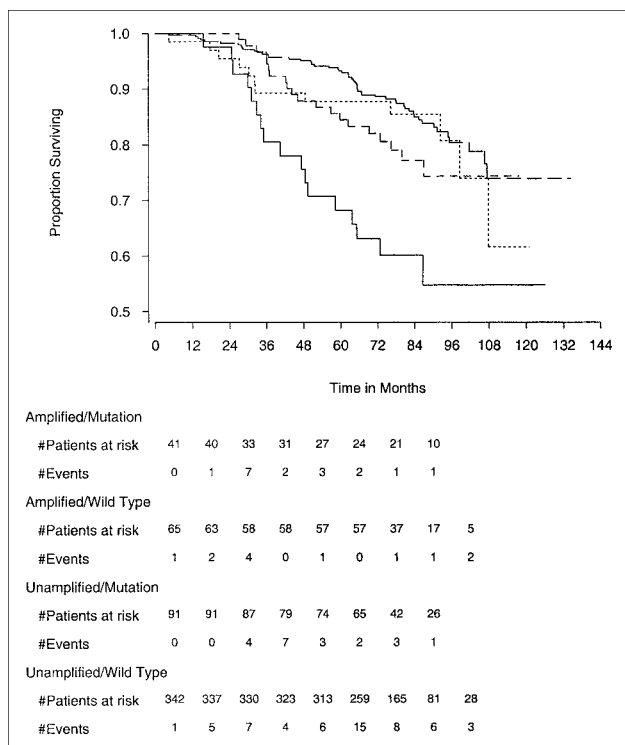 1.0
0.9
0.8
0.7
0.6
0.5
Proportion Surviving
0 12 24 36 48 60 72 84 96 108 120 132 144
Time in Months
Amplified/Mutation
#Patients at risk 41 40 33 31 27 24 21 10
#Events 0 1 7 2 3 2 1 1
Amplified/Wild Type
#Patients at risk 65 63 58 58 57 57 37 17 5
#Events 1 2 4 0 1 0 1 1 2
Unamplified/Mutation
#Patients at risk 91 91 87 79 74 65 42 26
#Events 0 0 4 7 3 2 3 1
Unamplified/Wild Type
#Patients at risk 342 337 330 323 313 259 165 81 28
#Events 1 5 7 4 6 15 8 6 3